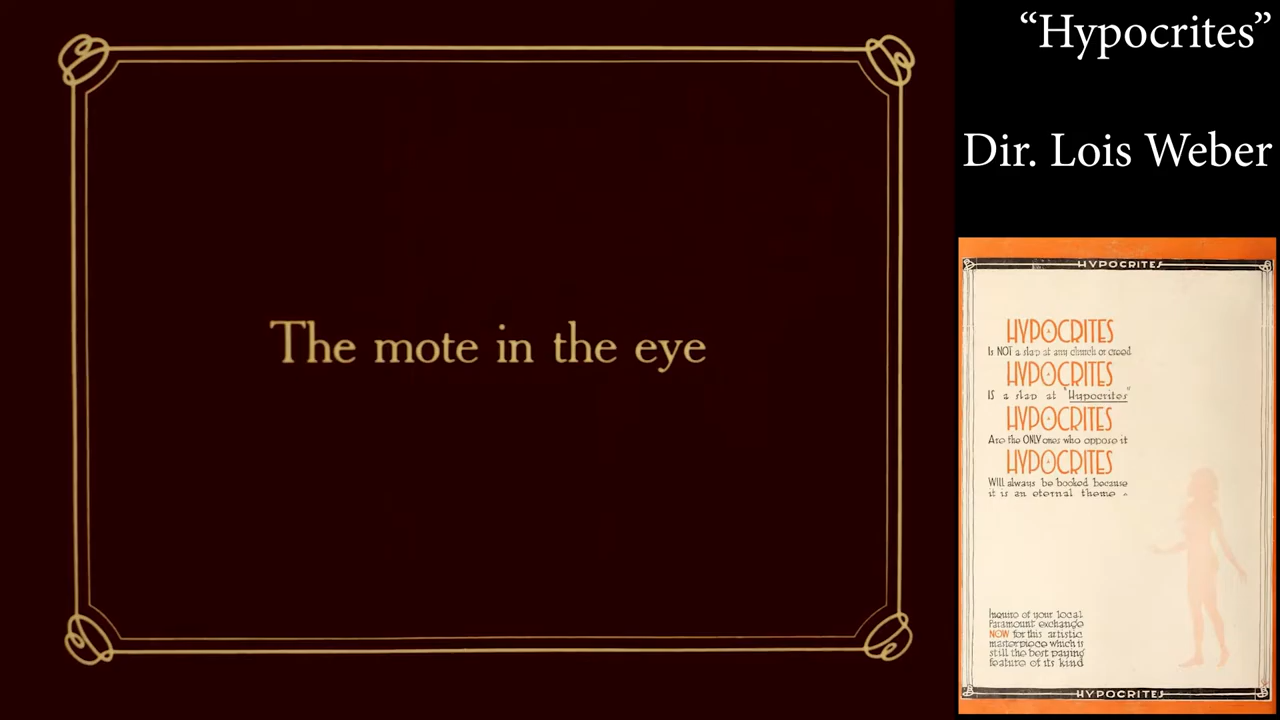 The mote in the eye
“Hypocrites”
Dir. Lois Weber
HYPOCRITES
HYPOCRITES
Is NOT a slap at any church or creed
HYPOCRITES
IS a slap at "Hypocrites"
HYPOCRITES
Are the ONLY ones who oppose it
HYPOCRITES
WILL always be booked because
it is an eternal theme
Inquire of your local
Paramount exchange
NOW for this artistic
masterpiece which is
still the best paying
feature of its kind
HYPOCRITES